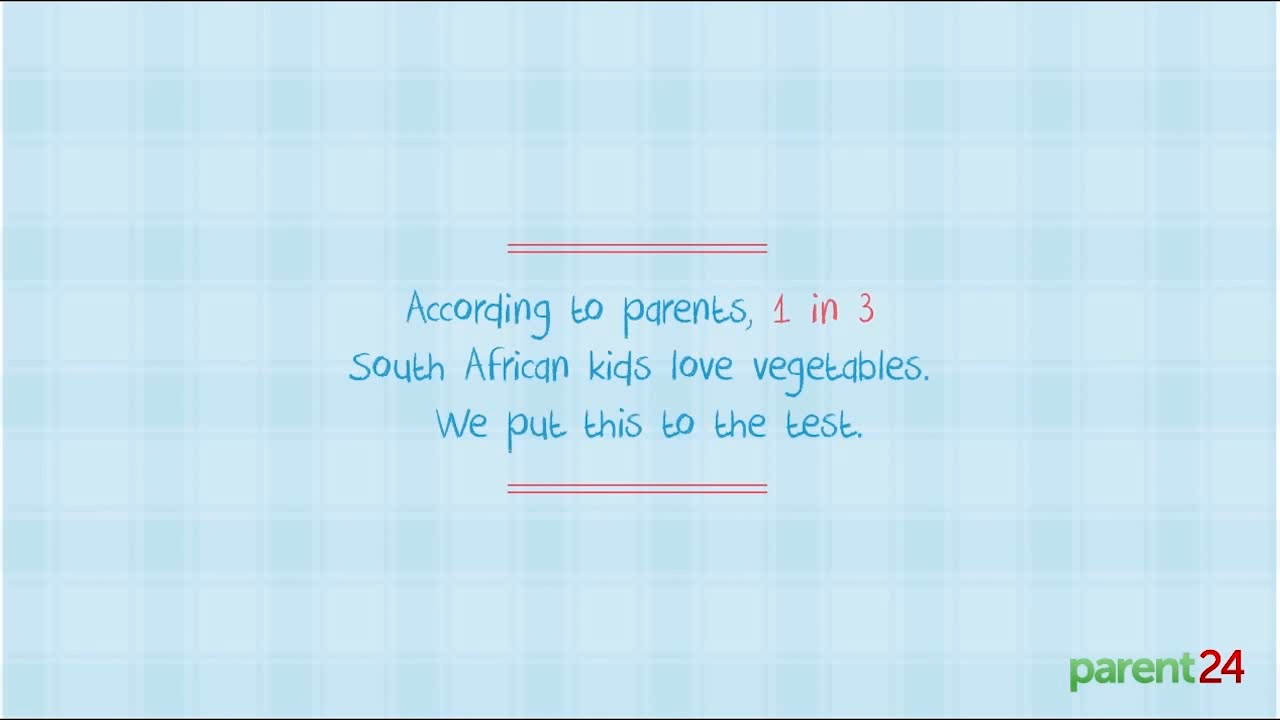 According to parents, 1 in 3
South African kids love vegetables.
We put this to the test.
parent24